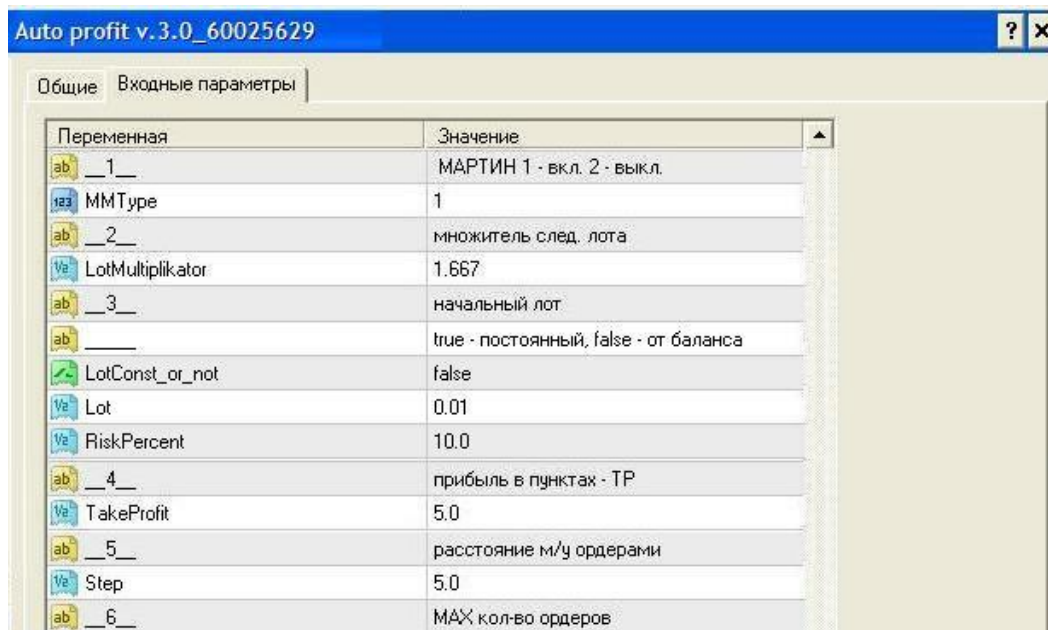 Auto profit v.3.0_60025629
Общие Входные параметры
Переменная Значение
__1__ МАРТИН 1 - вкл. 2 - выкл.
MMType 1
__2__ множитель след. лота
LotMultiplikator 1.667
__3__ начальный лот
_____ true - постоянный, false - от баланса
LotConst_or_not false
Lot 0.01
RiskPercent 10.0
__4__ прибыль в пунктах - TP
TakeProfit 5.0
__5__ расстояние м/у ордерами
Step 5.0
__6__ MAX кол-во ордеров